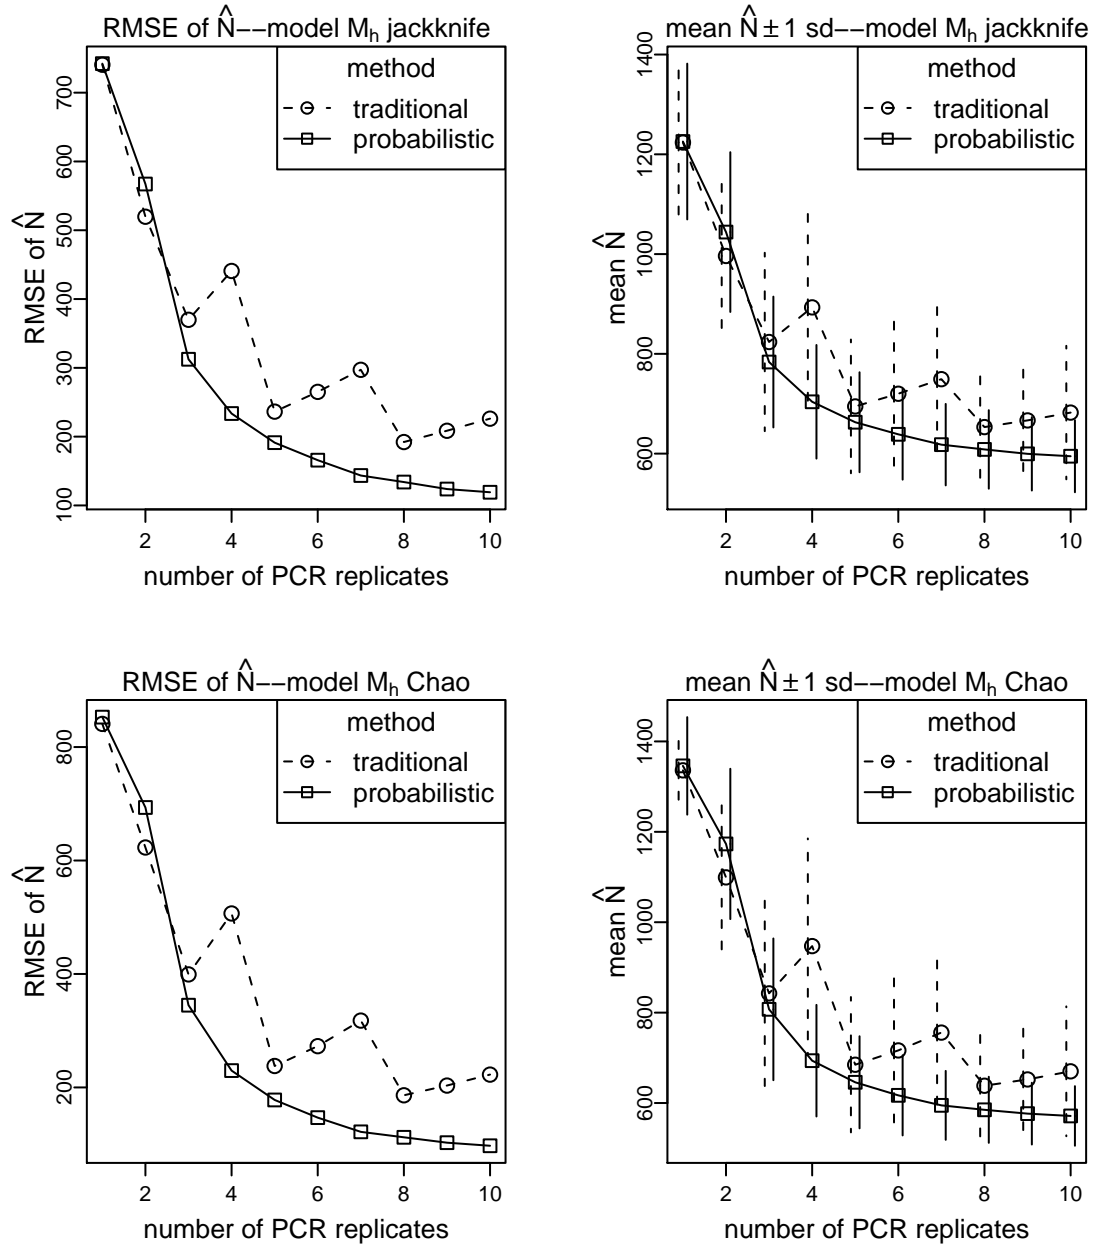 RMSE of N̂−−model Mₕ jackknife
method
traditional
probabilistic
RMSE of N̂
100 200 300 400 500 600 700
2 4 6 8 10
number of PCR replicates
mean N̂ ± 1 sd−−model Mₕ jackknife
method
traditional
probabilistic
mean N̂
600 800 1000 1200 1400
2 4 6 8 10
number of PCR replicates
RMSE of N̂−−model Mₕ Chao
method
traditional
probabilistic
RMSE of N̂
200 400 600 800
2 4 6 8 10
number of PCR replicates
mean N̂ ± 1 sd−−model Mₕ Chao
method
traditional
probabilistic
mean N̂
600 800 1000 1200 1400
2 4 6 8 10
number of PCR replicates